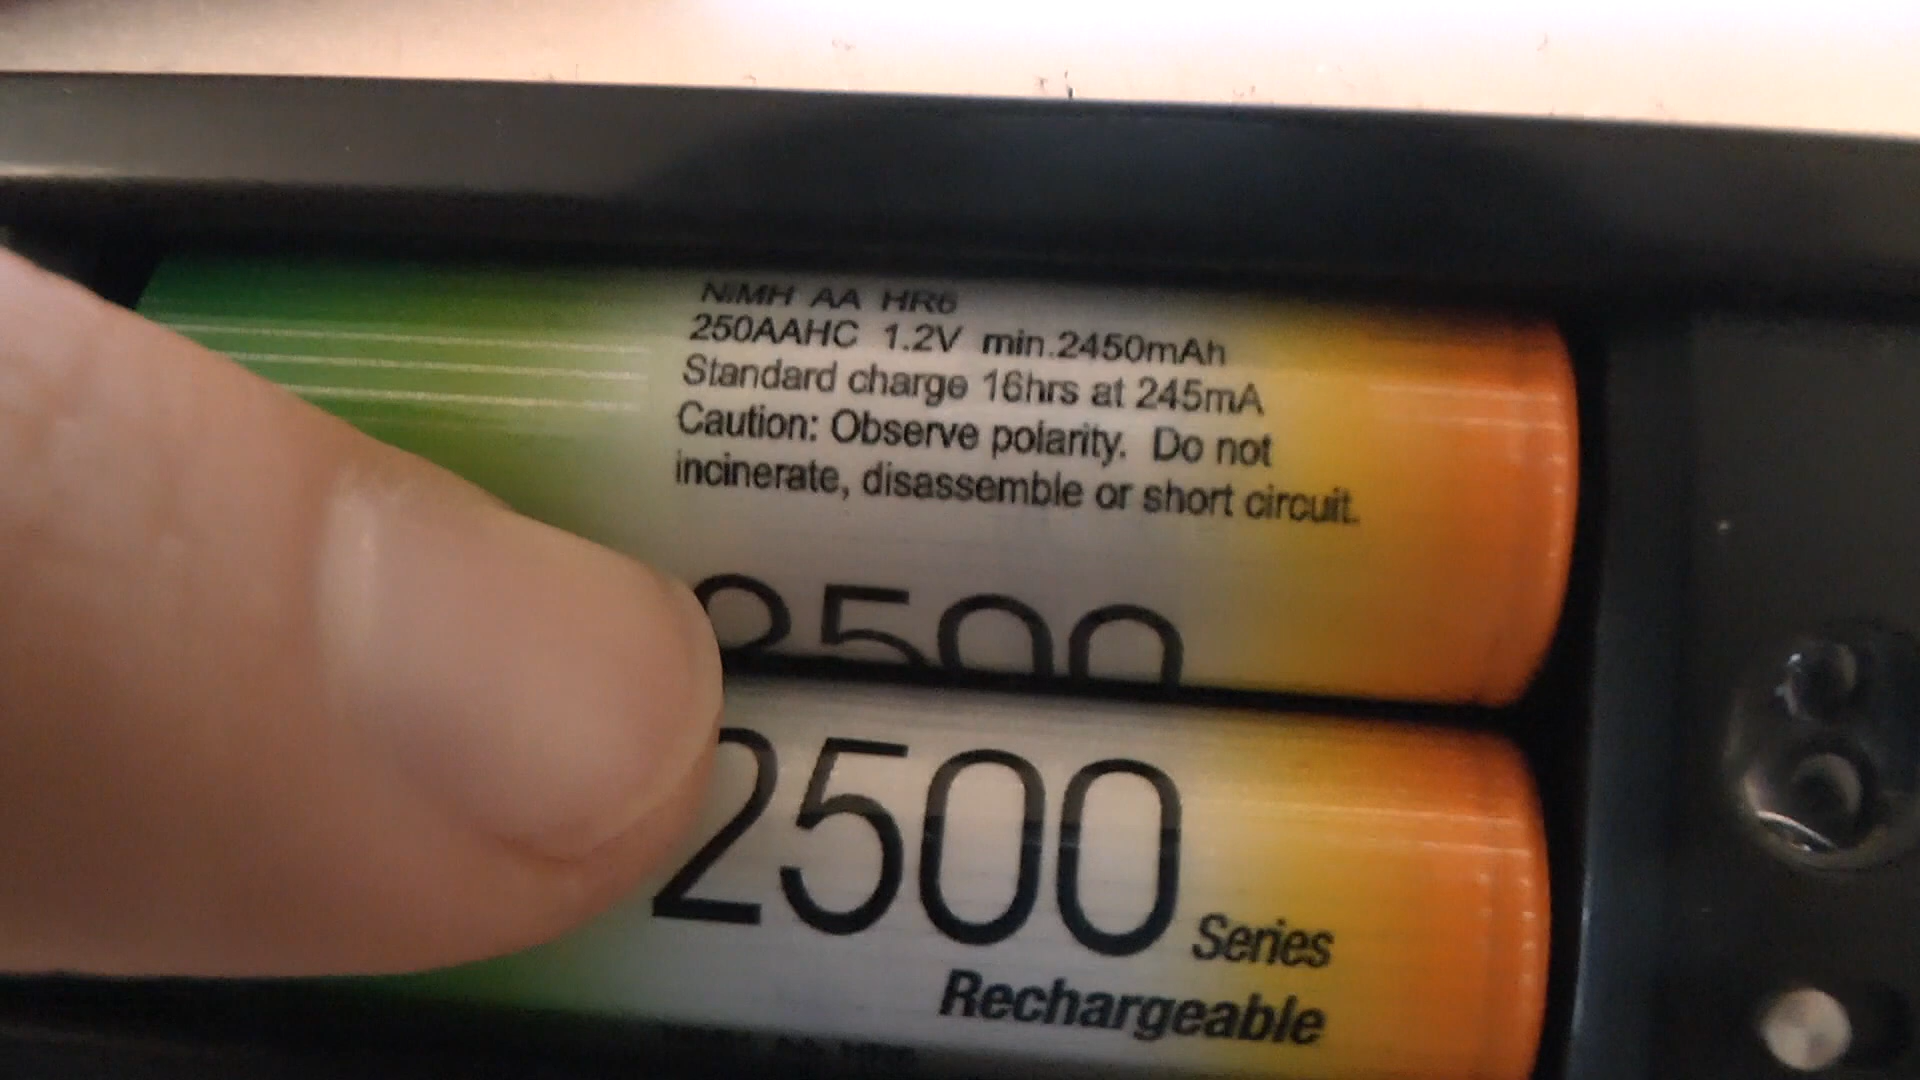 NiMH AA HR6
250AAHC 1.2V min.2450mAh
Standard charge 16hrs at 245mA
Caution: Observe polarity. Do not
incinerate, disassemble or short circuit.
2500
2500 Series
Rechargeable